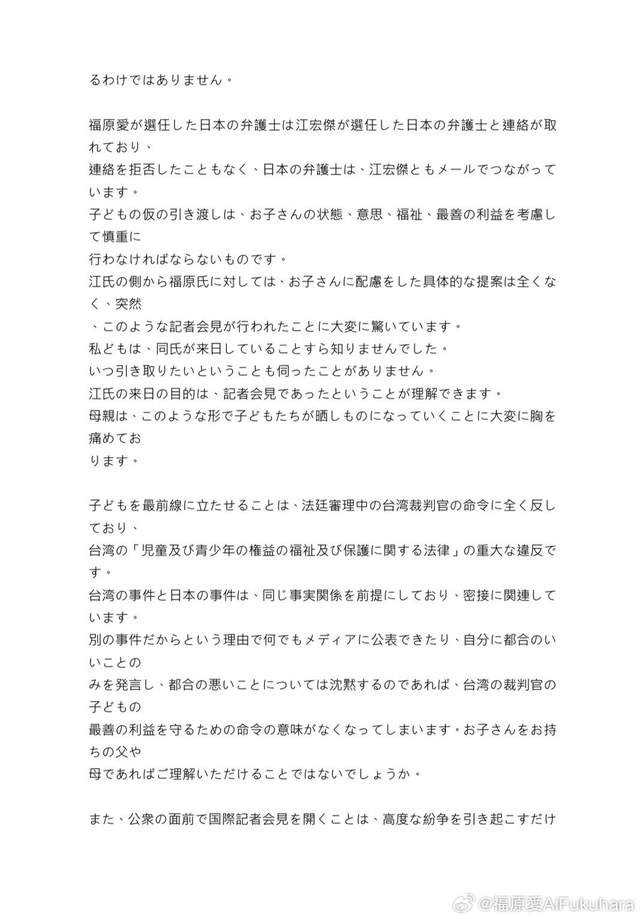 るわけではありません。
福原愛が選任した日本の弁護士は江宏傑が選任した日本の弁護士と連絡が取
れており、
連絡を拒否したこともなく、日本の弁護士は、江宏傑ともメールでつながって
います。
子どもの仮の引き渡しは、お子さんの状態、意思、福祉、最善の利益を考慮し
て慎重に
行わなければならないものです。
江氏の側から福原氏に対しては、お子さんに配慮をした具体的な提案は全くな
く、突然
、このような記者会見が行われたことに大変に驚いています。
私どもは、同氏が来日していることすら知りませんでした。
いつ引き取りたいということも伺ったことがありません。
江氏の来日の目的は、記者会見であったということが理解できます。
母親は、このような形で子どもたちが晒しものになっていくことに大変に胸を
痛めてお
ります。
子どもを最前線に立たせることは、法廷審理中の台湾裁判官の命令に全く反し
ており、
台湾の「児童及び青少年の権益の福祉及び保護に関する法律」の重大な違反で
す。
台湾の事件と日本の事件は、同じ事実関係を前提にしており、密接に関連して
います。
別の事件だからという理由で何でもメディアに公表できたり、自分に都合のい
いことの
みを発言し、都合の悪いことについては沈黙するのであれば、台湾の裁判官の
子どもの
最善の利益を守るための命令の意味がなくなってしまいます。お子さんをお持
ちの父や
母であればご理解いただけることではないでしょうか。
また、公衆の面前で国際記者会見を開くことは、高度な紛争を引き起こすだけ
@福原愛AiFukuhara